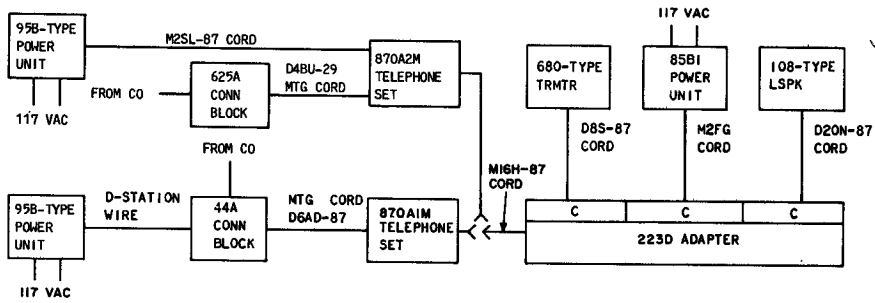 117 VAC
95B-TYPE
POWER
UNIT
M2SL-87 CORD
870A2M
TELEPHONE
SET
680-TYPE
TRMTR
85B1
POWER
UNIT
108-TYPE
LSPK
625A
CONN
BLOCK
D4BU-29
MTG CORD
FROM CO
117 VAC
D8S-87
CORD
M2FG
CORD
D20N-87
CORD
FROM CO
M16H-87
CORD
95B-TYPE
POWER
UNIT
D-STATION
WIRE
44A
CONN
BLOCK
MTG CORD
D6AD-87
870A1M
TELEPHONE
SET
C
C
C
223D ADAPTER
117 VAC